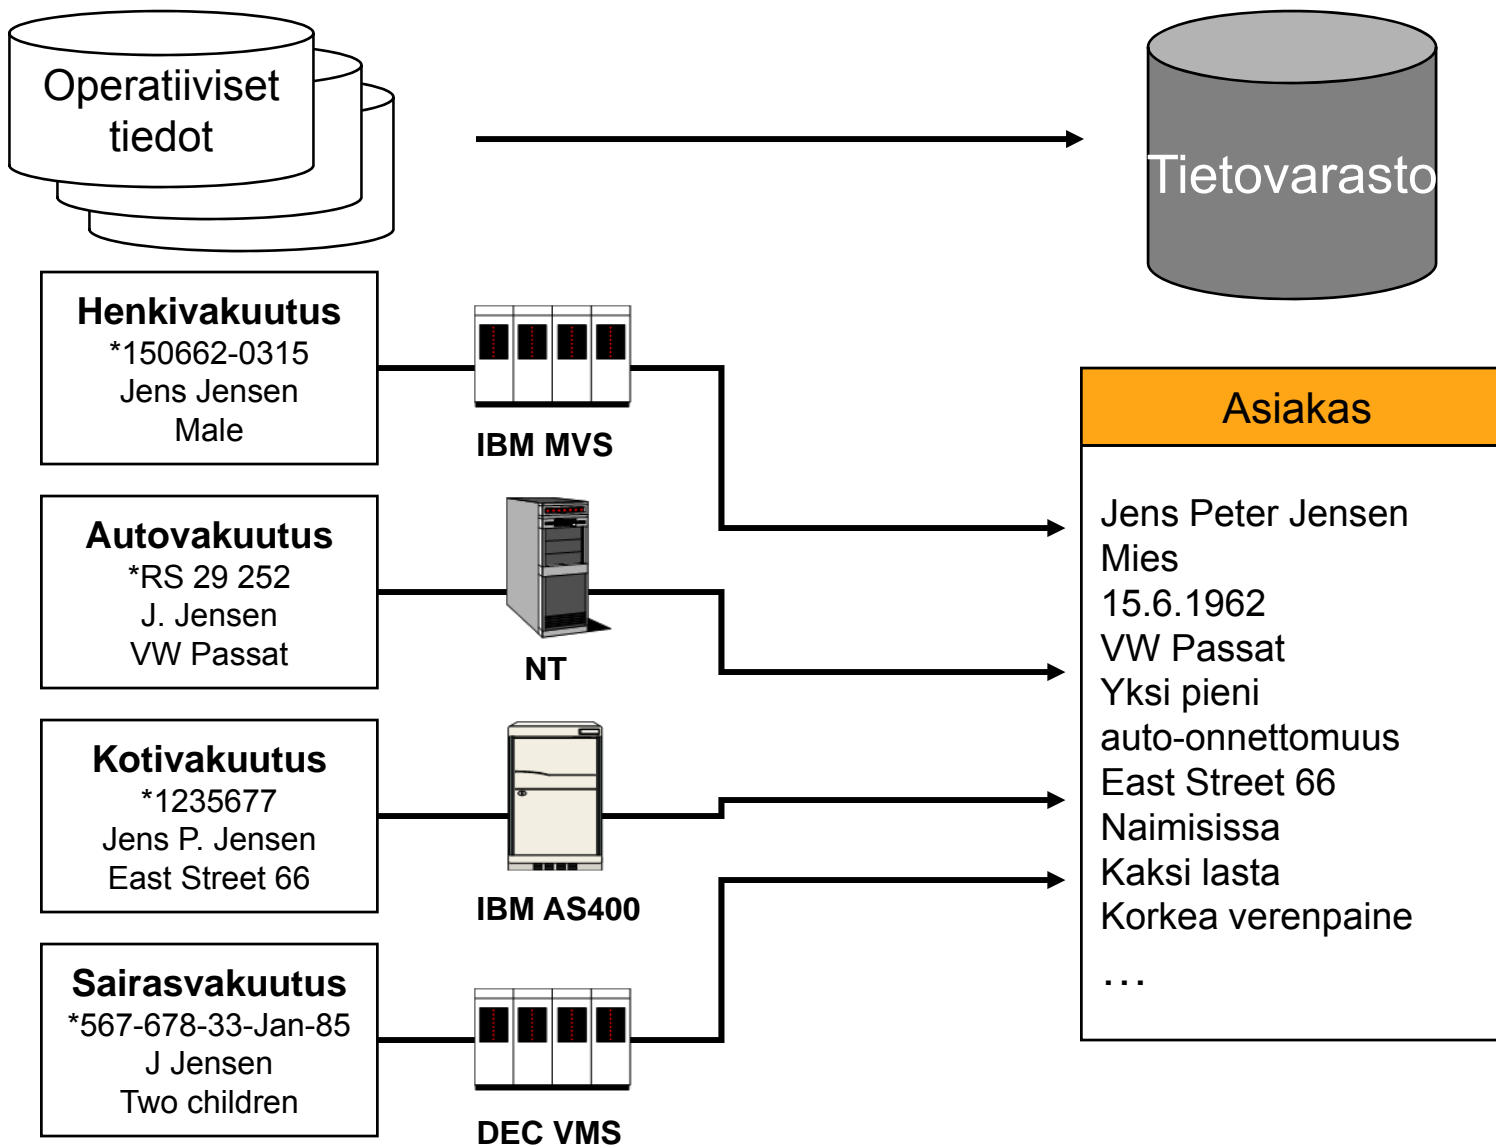 Operatiiviset
tiedot
Tietovarasto
Henkivakuutus
*150662-0315
Jens Jensen
Male
IBM MVS
Autovakuutus
*RS 29 252
J. Jensen
VW Passat
NT
Kotivakuutus
*1235677
Jens P. Jensen
East Street 66
IBM AS400
Sairasvakuutus
*567-678-33-Jan-85
J Jensen
Two children
DEC VMS
Asiakas
Jens Peter Jensen
Mies
15.6.1962
VW Passat
Yksi pieni
auto-onnettomuus
East Street 66
Naimisissa
Kaksi lasta
Korkea verenpaine
…